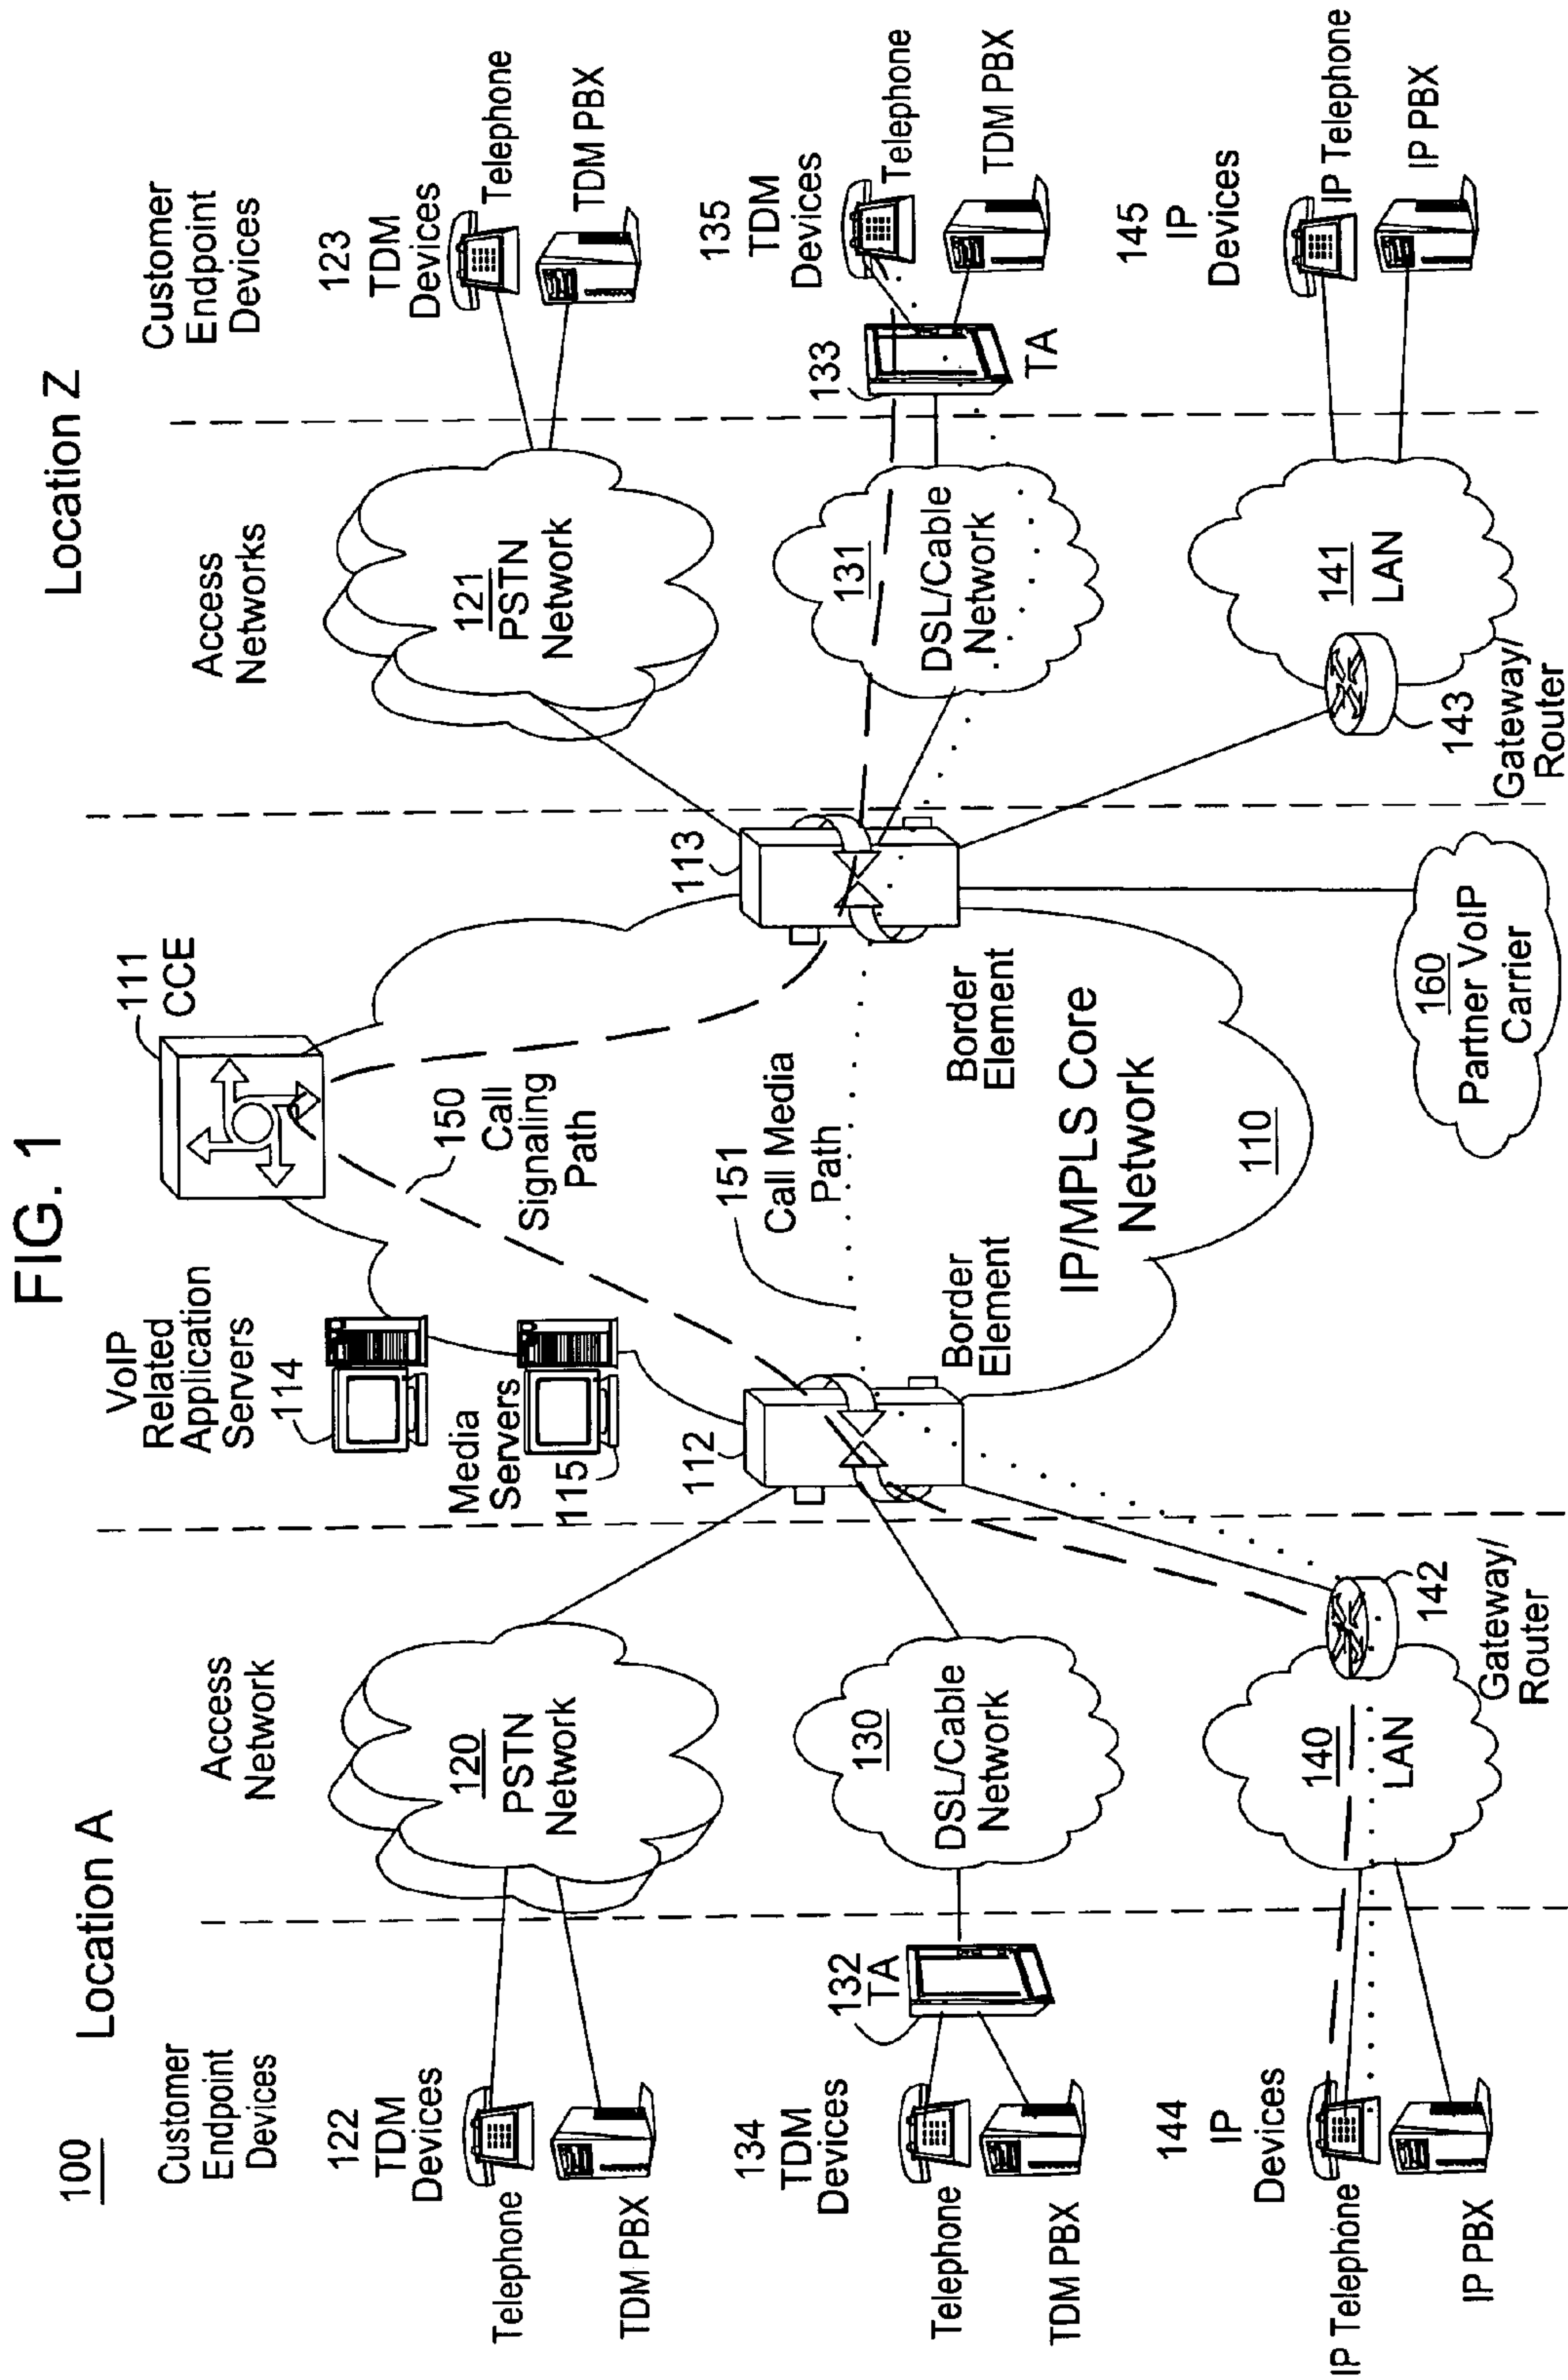 FIG. 1
100
Location A
Location Z
Customer
Endpoint
Devices
Access
Network
VoIP
Related
Application
Servers
114
Media
Servers
115
111
CCE
Access
Networks
Customer
Endpoint
Devices
122
TDM
Devices
Telephone
TDM PBX
120
PSTN
Network
112
150
Call
Signaling
Path
113
121
PSTN
Network
123
TDM
Devices
Telephone
TDM PBX
134
TDM
Devices
Telephone
TDM PBX
132
TA
130
DSL/Cable
Network
Border
Element
151
Call Media
Path
Border
Element
131
DSL/Cable
Network
133
TA
135
TDM
Devices
Telephone
TDM PBX
IP/MPLS Core
Network
110
144
IP
Devices
IP Telephone
IP PBX
140
LAN
142
Gateway/
Router
160
Partner VoIP
Carrier
143
Gateway/
Router
141
LAN
145
IP
Devices
IP Telephone
IP PBX